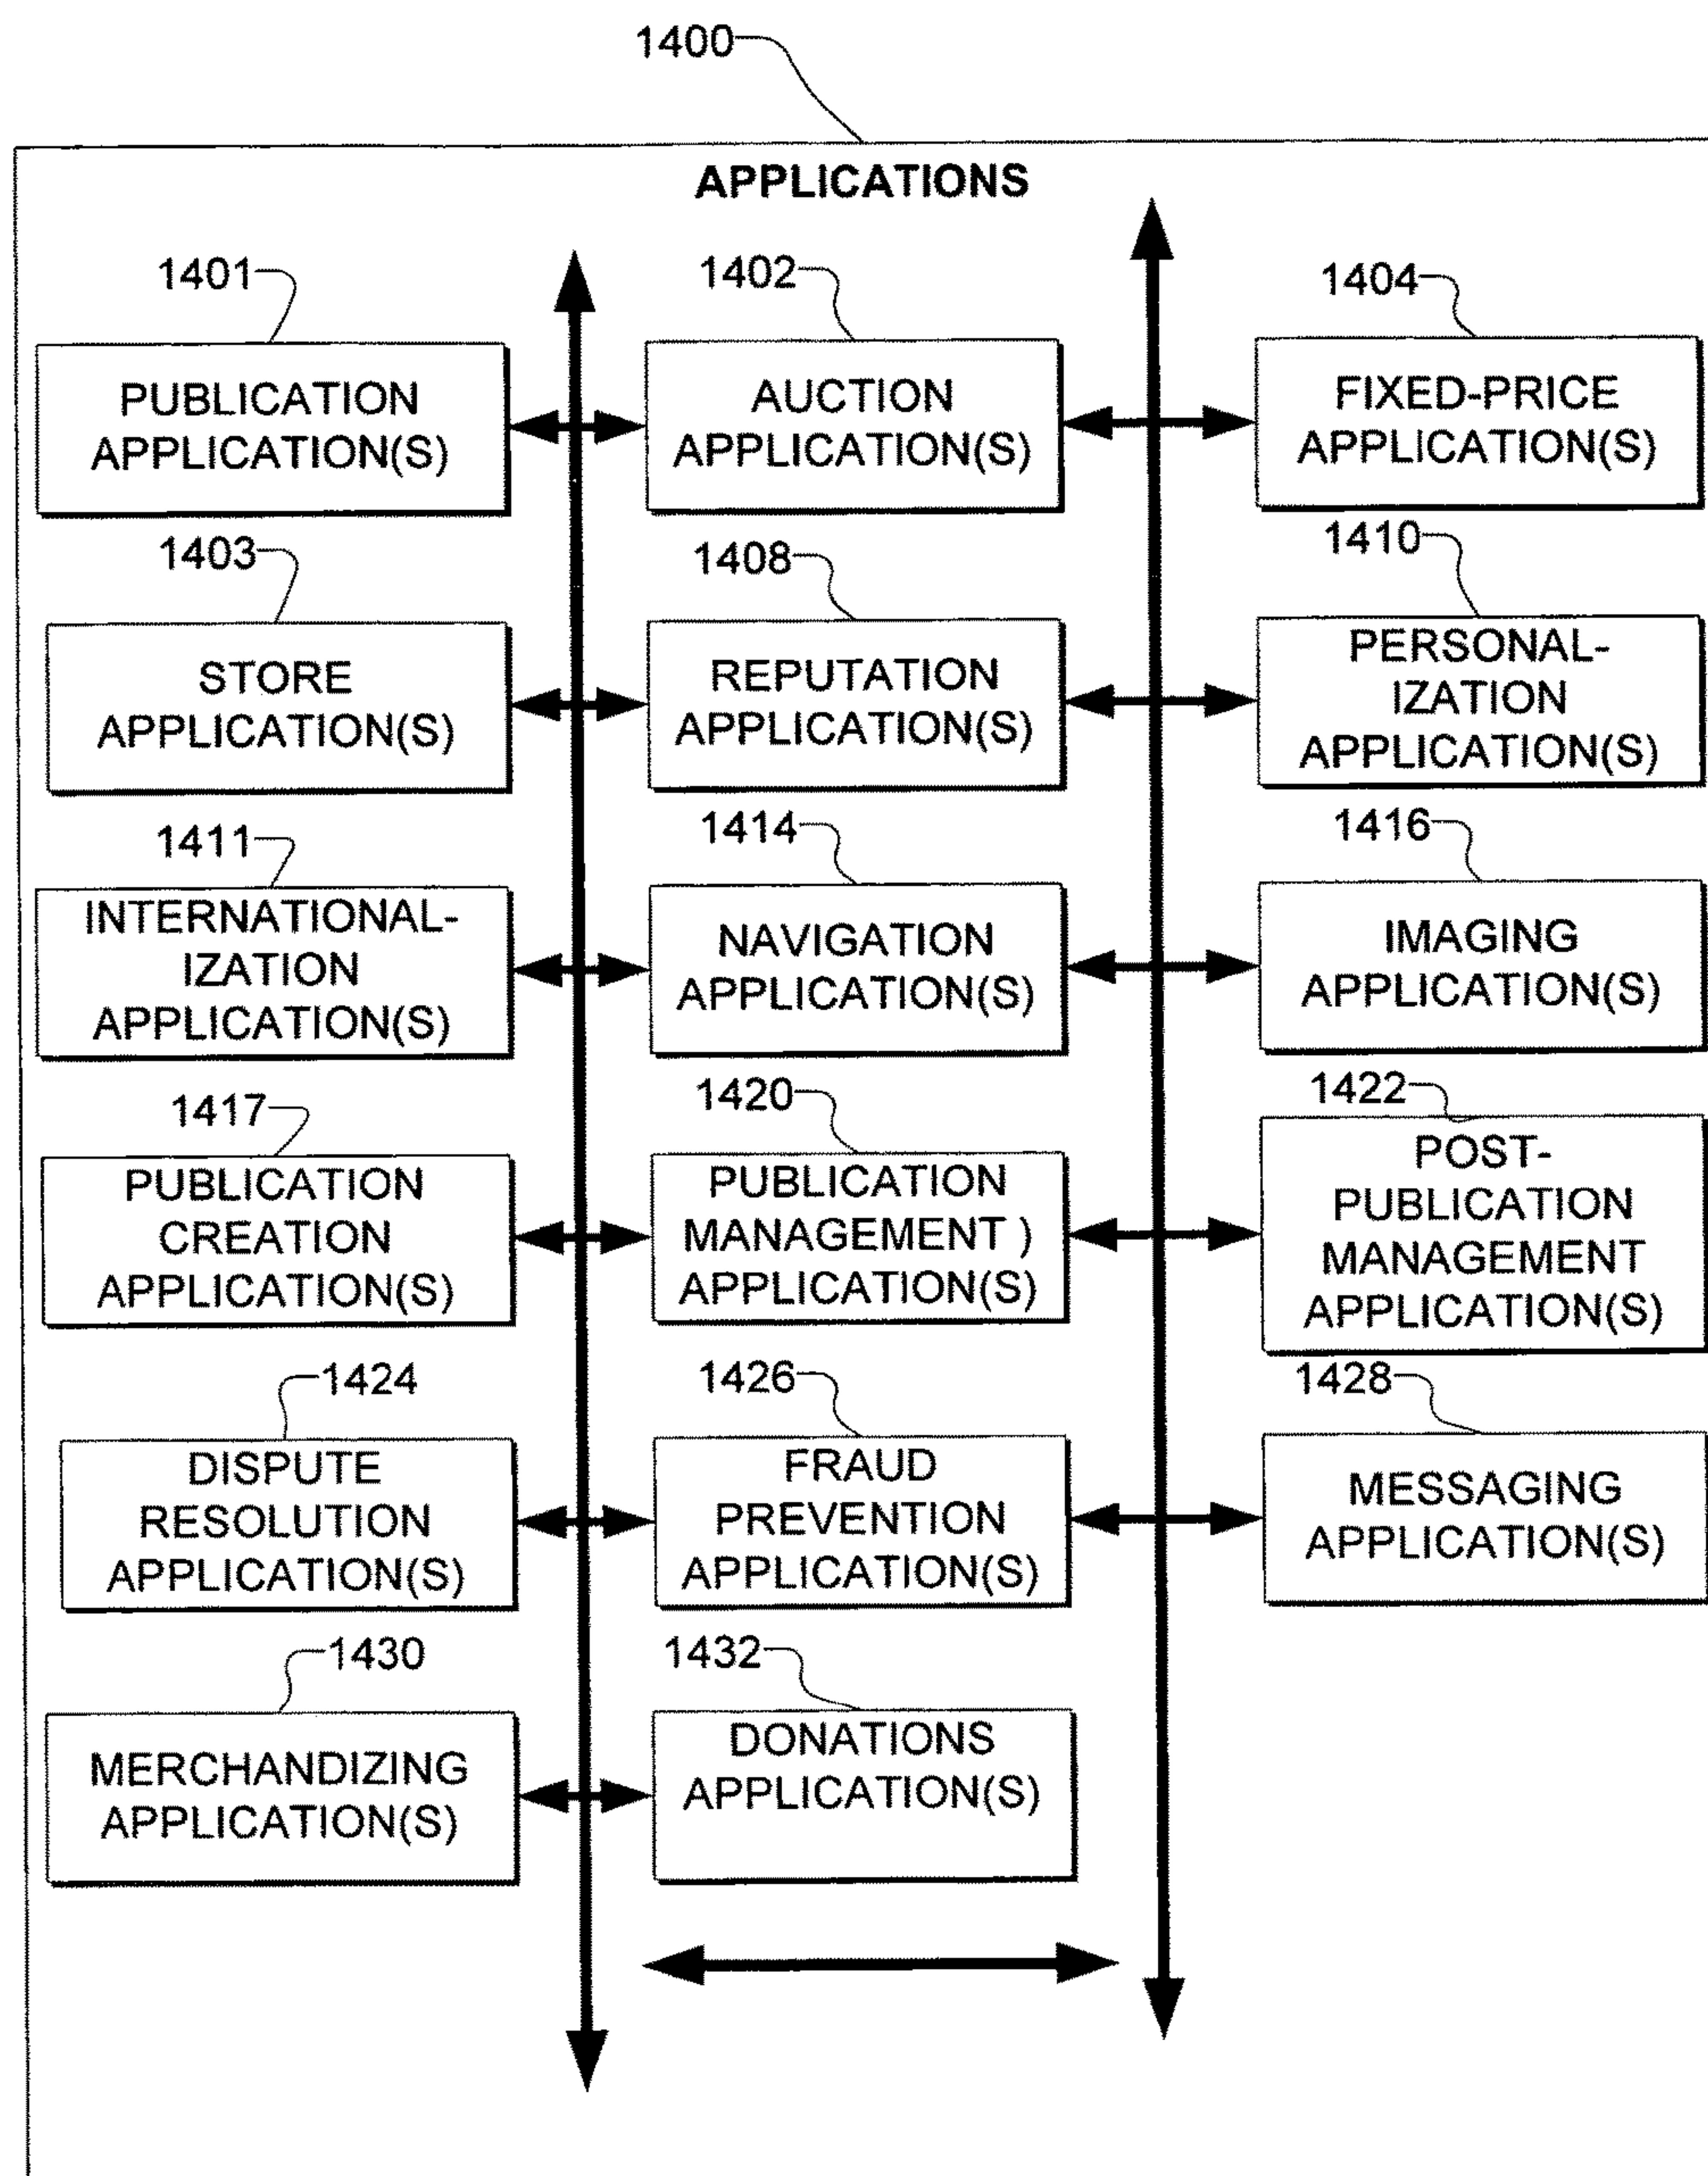 1400
APPLICATIONS
1401
PUBLICATION
APPLICATION(S)
1402
AUCTION
APPLICATION(S)
1404
FIXED-PRICE
APPLICATION(S)
1403
STORE
APPLICATION(S)
1408
REPUTATION
APPLICATION(S)
1410
PERSONAL-
IZATION
APPLICATION(S)
1411
INTERNATIONAL-
IZATION
APPLICATION(S)
1414
NAVIGATION
APPLICATION(S)
1416
IMAGING
APPLICATION(S)
1417
PUBLICATION
CREATION
APPLICATION(S)
1420
PUBLICATION
MANAGEMENT )
APPLICATION(S)
1422
POST-
PUBLICATION
MANAGEMENT
APPLICATION(S)
1424
DISPUTE
RESOLUTION
APPLICATION(S)
1426
FRAUD
PREVENTION
APPLICATION(S)
1428
MESSAGING
APPLICATION(S)
1430
MERCHANDIZING
APPLICATION(S)
1432
DONATIONS
APPLICATION(S)